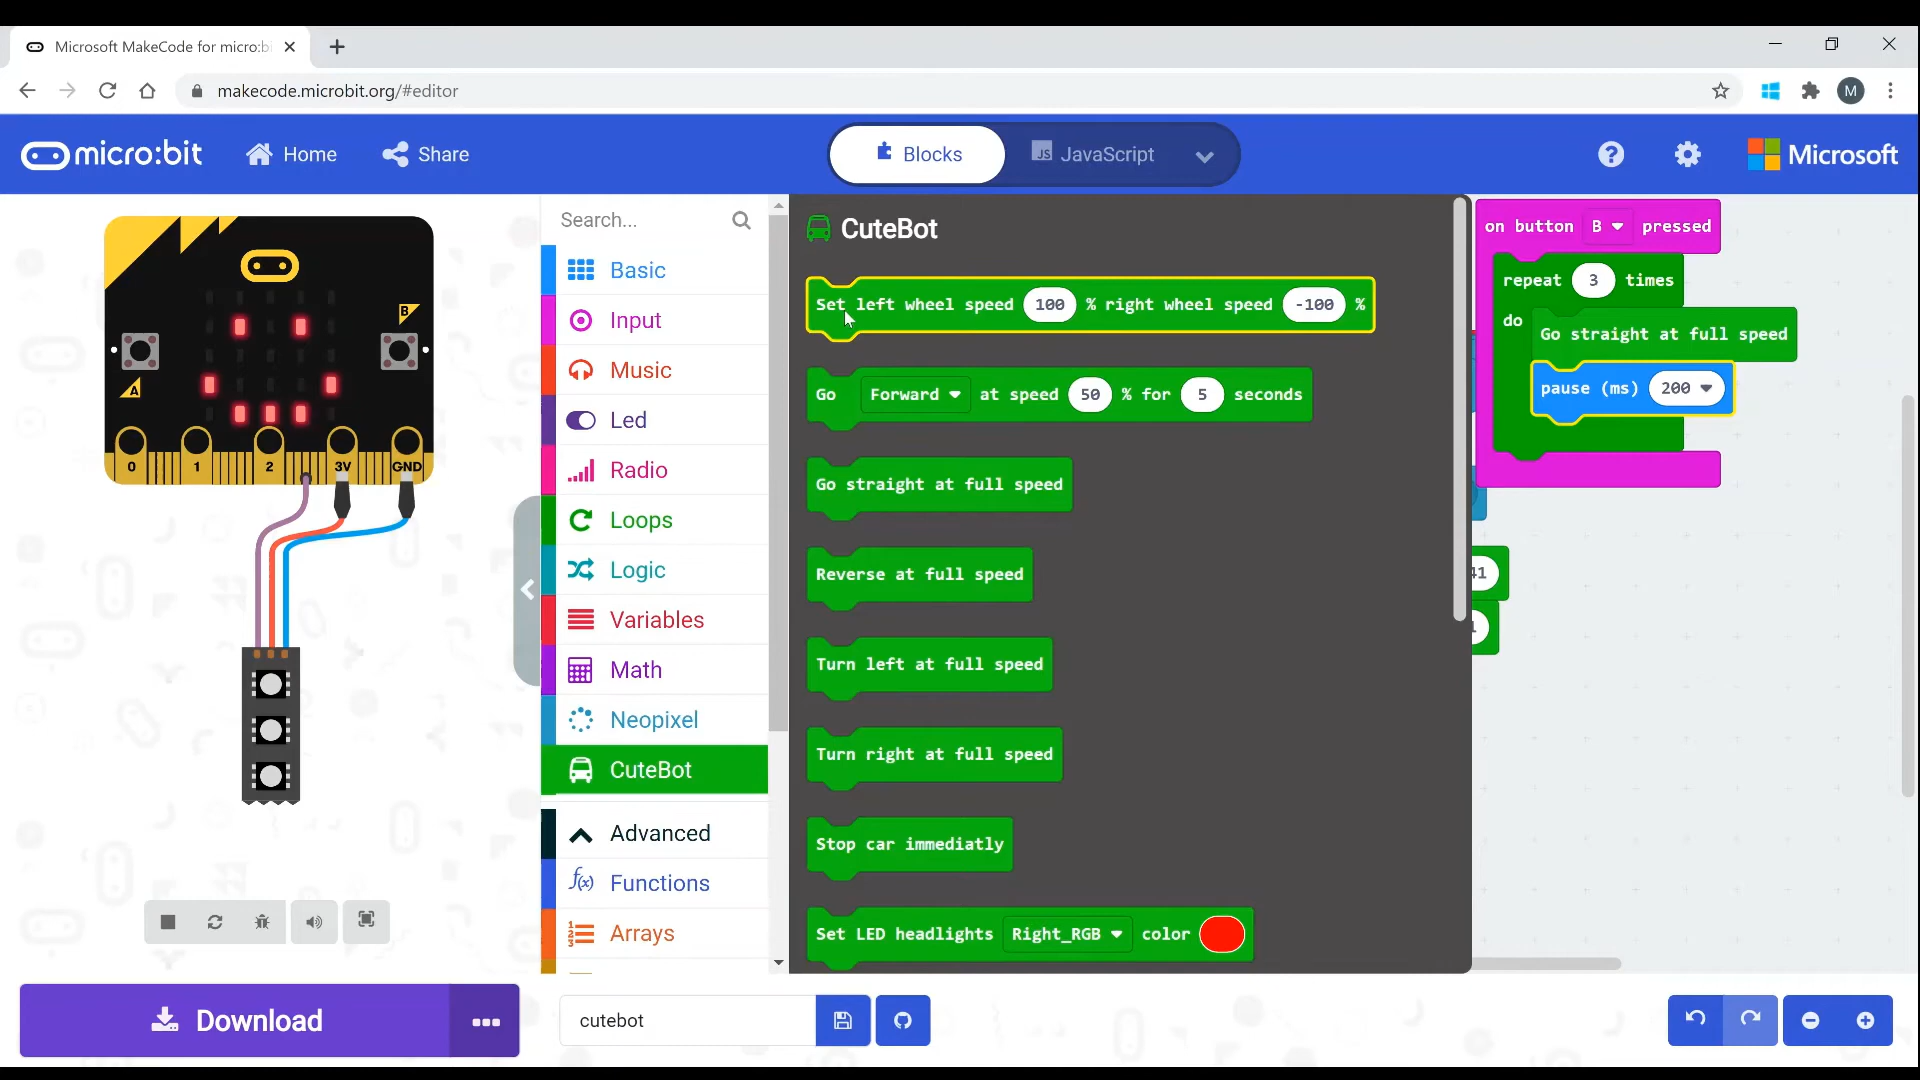 Microsoft MakeCode for micro:bi
makecode.microbit.org/#editor
M
micro:bit
Home
Share
Blocks
JS JavaScript
?
Microsoft
A
B
0 1 2 3V GND
Search...
Basic
Input
Music
Led
Radio
Loops
Logic
Variables
Math
Neopixel
CuteBot
Advanced
f(x) Functions
Arrays
CuteBot
Set left wheel speed 100 % right wheel speed -100 %
Go Forward at speed 50 % for 5 seconds
Go straight at full speed
Reverse at full speed
Turn left at full speed
Turn right at full speed
Stop car immediatly
Set LED headlights Right_RGB color
on button B pressed
repeat 3 times
do
Go straight at full speed
pause (ms) 200
Download
cutebot